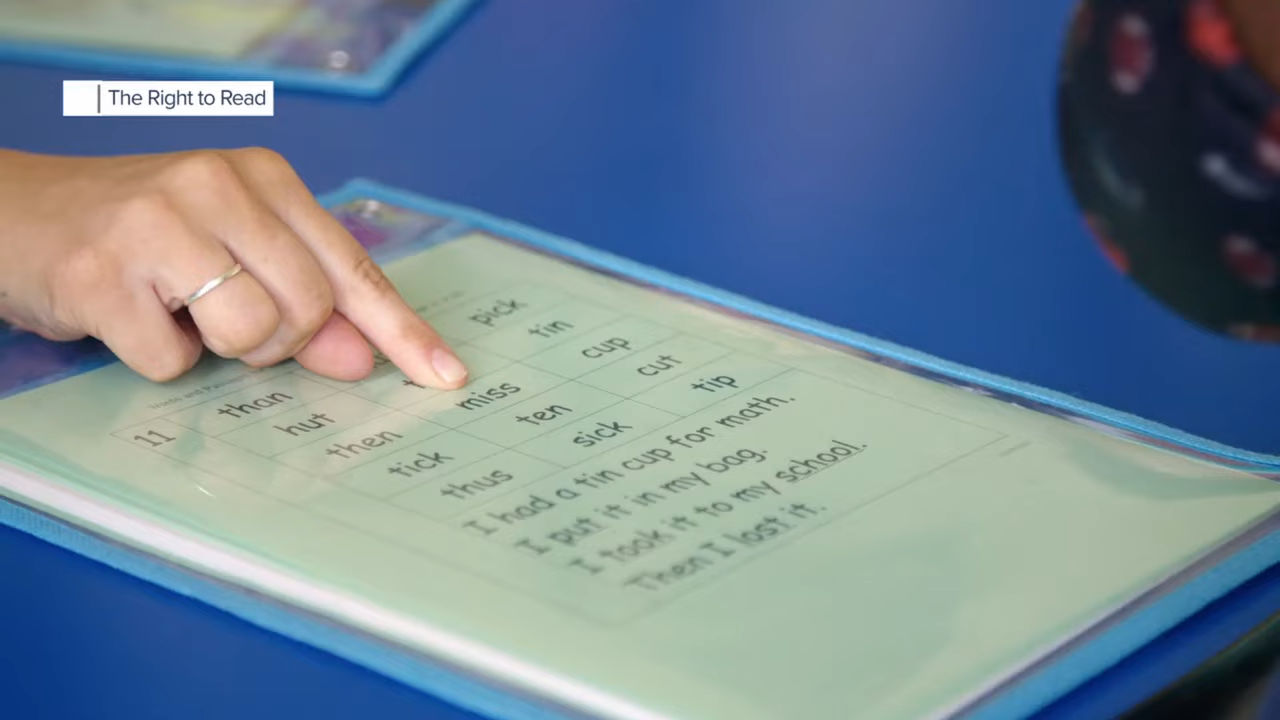 The Right to Read
11 than pick
hut tin
then miss cup
tick ten cut
thus sick tip
I had a tin cup for math.
I put it in my bag.
I took it to my school.
Then I lost it.